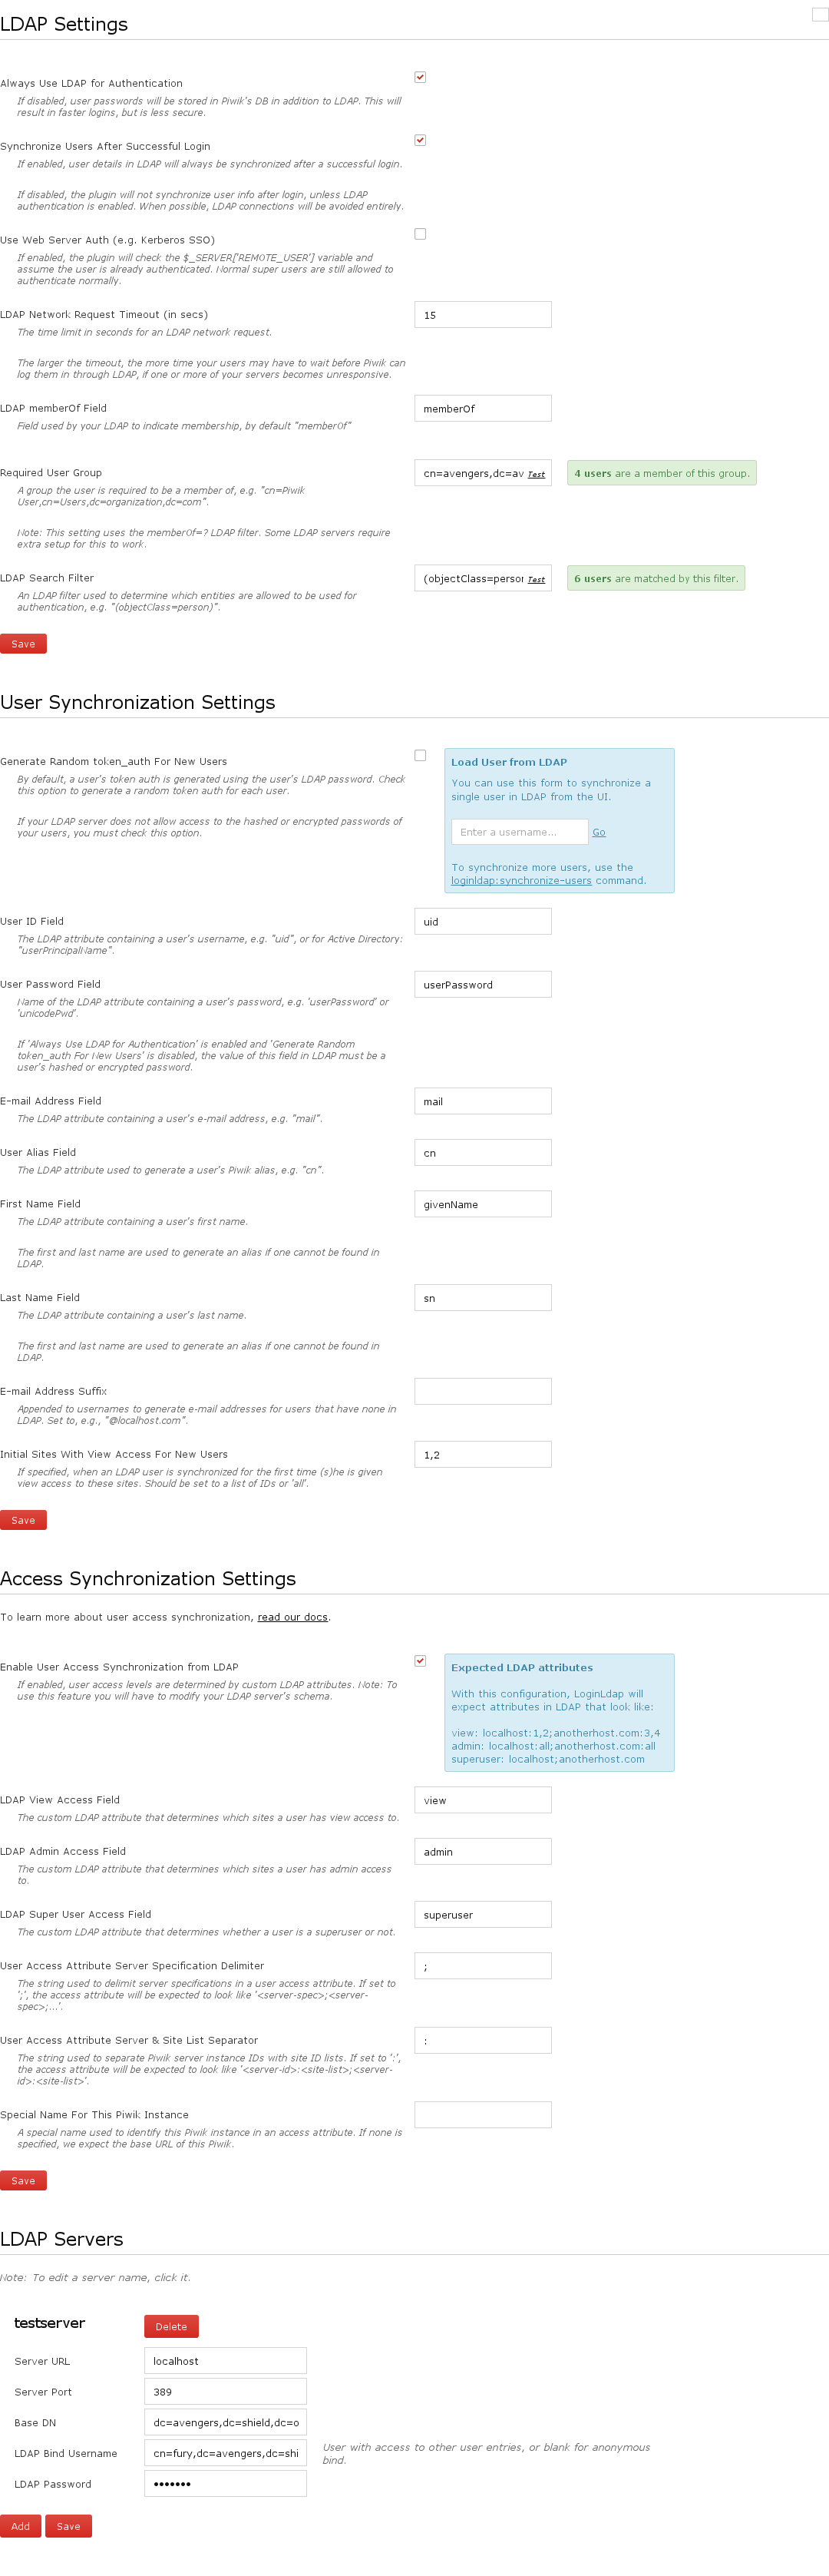 LDAP Settings
Always Use LDAP for Authentication
If disabled, user passwords will be stored in Piwik's DB in addition to LDAP. This will
result in faster logins, but is less secure.
Synchronize Users After Successful Login
If enabled, user details in LDAP will always be synchronized after a successful login.
If disabled, the plugin will not synchronize user info after login, unless LDAP
authentication is enabled. When possible, LDAP connections will be avoided entirely.
Use Web Server Auth (e.g. Kerberos SSO)
If enabled, the plugin will check the $_SERVER['REMOTE_USER'] variable and
assume the user is already authenticated. Normal super users are still allowed to
authenticate normally.
LDAP Network Request Timeout (in secs)
15
The time limit in seconds for an LDAP network request.
The larger the timeout, the more time your users may have to wait before Piwik can
log them in through LDAP, if one or more of your servers becomes unresponsive.
LDAP memberOf Field
memberOf
Field used by your LDAP to indicate membership, by default "memberOf"
Required User Group
cn=avengers,dc=av Test
4 users are a member of this group.
A group the user is required to be a member of, e.g. "cn=Piwik
User,cn=Users,dc=organization,dc=com".
Note: This setting uses the memberOf=? LDAP filter. Some LDAP servers require
extra setup for this to work.
LDAP Search Filter
(objectClass=person Test
6 users are matched by this filter.
An LDAP filter used to determine which entities are allowed to be used for
authentication, e.g. "(objectClass=person)".
Save
User Synchronization Settings
Generate Random token_auth For New Users
By default, a user's token auth is generated using the user's LDAP password. Check
this option to generate a random token auth for each user.
If your LDAP server does not allow access to the hashed or encrypted passwords of
your users, you must check this option.
Load User from LDAP
You can use this form to synchronize a
single user in LDAP from the UI.
Enter a username... Go
To synchronize more users, use the
loginldap:synchronize-users command.
User ID Field
uid
The LDAP attribute containing a user's username, e.g. "uid", or for Active Directory:
"userPrincipalName".
User Password Field
userPassword
Name of the LDAP attribute containing a user's password, e.g. 'userPassword' or
'unicodePwd'.
If 'Always Use LDAP for Authentication' is enabled and 'Generate Random
token_auth For New Users' is disabled, the value of this field in LDAP must be a
user's hashed or encrypted password.
E-mail Address Field
mail
The LDAP attribute containing a user's e-mail address, e.g. "mail".
User Alias Field
cn
The LDAP attribute used to generate a user's Piwik alias, e.g. "cn".
First Name Field
givenName
The LDAP attribute containing a user's first name.
The first and last name are used to generate an alias if one cannot be found in
LDAP.
Last Name Field
sn
The LDAP attribute containing a user's last name.
The first and last name are used to generate an alias if one cannot be found in
LDAP.
E-mail Address Suffix
Appended to usernames to generate e-mail addresses for users that have none in
LDAP. Set to, e.g., "@localhost.com".
Initial Sites With View Access For New Users
1,2
If specified, when an LDAP user is synchronized for the first time (s)he is given
view access to these sites. Should be set to a list of IDs or 'all'.
Save
Access Synchronization Settings
To learn more about user access synchronization, read our docs.
Enable User Access Synchronization from LDAP
If enabled, user access levels are determined by custom LDAP attributes. Note: To
use this feature you will have to modify your LDAP server's schema.
Expected LDAP attributes
With this configuration, LoginLdap will
expect attributes in LDAP that look like:
view: localhost:1,2;anotherhost.com:3,4
admin: localhost:all;anotherhost.com:all
superuser: localhost;anotherhost.com
LDAP View Access Field
view
The custom LDAP attribute that determines which sites a user has view access to.
LDAP Admin Access Field
admin
The custom LDAP attribute that determines which sites a user has admin access
to.
LDAP Super User Access Field
superuser
The custom LDAP attribute that determines whether a user is a superuser or not.
User Access Attribute Server Specification Delimiter
;
The string used to delimit server specifications in a user access attribute. If set to
';', the access attribute will be expected to look like '<server-spec>;<server-
spec>;...'.
User Access Attribute Server & Site List Separator
:
The string used to separate Piwik server instance IDs with site ID lists. If set to ':',
the access attribute will be expected to look like '<server-id>:<site-list>;<server-
id>:<site-list>'.
Special Name For This Piwik Instance
A special name used to identify this Piwik instance in an access attribute. If none is
specified, we expect the base URL of this Piwik.
Save
LDAP Servers
Note: To edit a server name, click it.
testserver
Delete
Server URL
localhost
Server Port
389
Base DN
dc=avengers,dc=shield,dc=o
LDAP Bind Username
cn=fury,dc=avengers,dc=shi
User with access to other user entries, or blank for anonymous
bind.
LDAP Password
•••••••
Add Save